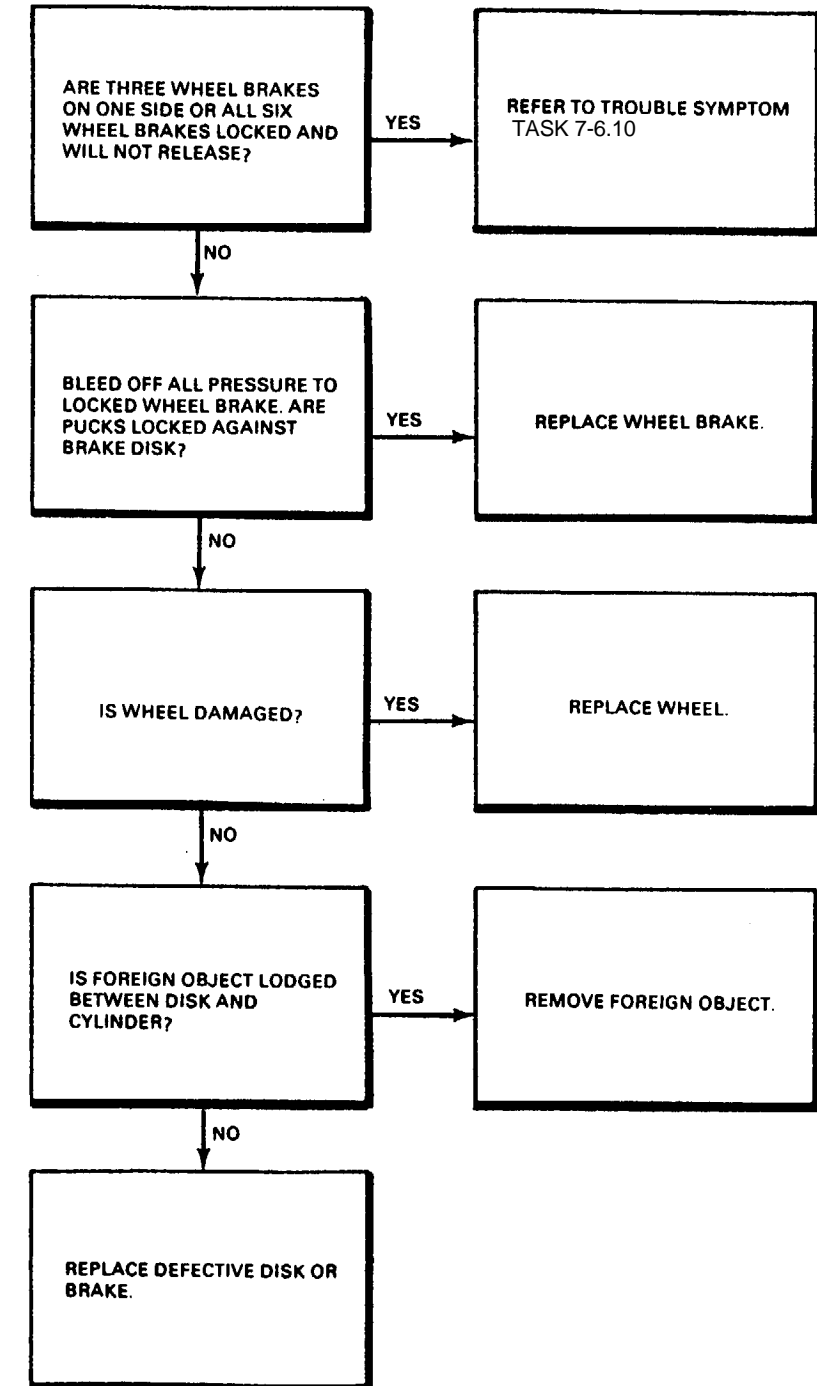 ARE THREE WHEEL BRAKES
ON ONE SIDE OR ALL SIX
WHEEL BRAKES LOCKED AND
WILL NOT RELEASE?
YES
REFER TO TROUBLE SYMPTOM
TASK 7-6.10
NO
BLEED OFF ALL PRESSURE TO
LOCKED WHEEL BRAKE. ARE
PUCKS LOCKED AGAINST
BRAKE DISK?
YES
REPLACE WHEEL BRAKE.
NO
IS WHEEL DAMAGED?
YES
REPLACE WHEEL.
NO
IS FOREIGN OBJECT LODGED
BETWEEN DISK AND
CYLINDER?
YES
REMOVE FOREIGN OBJECT.
NO
REPLACE DEFECTIVE DISK OR
BRAKE.